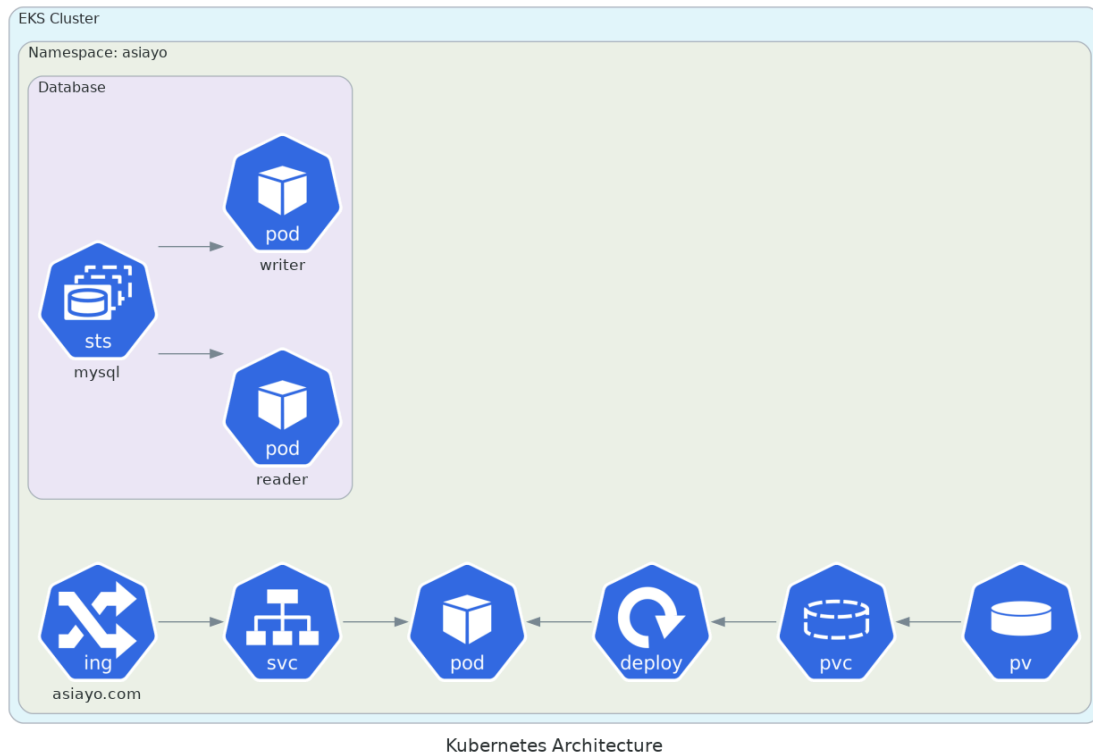 EKS Cluster
Namespace: asiayo
Database
pod
writer
sts
mysql
pod
reader
ing
asiayo.com
svc
pod
deploy
pvc
pv
Kubernetes Architecture